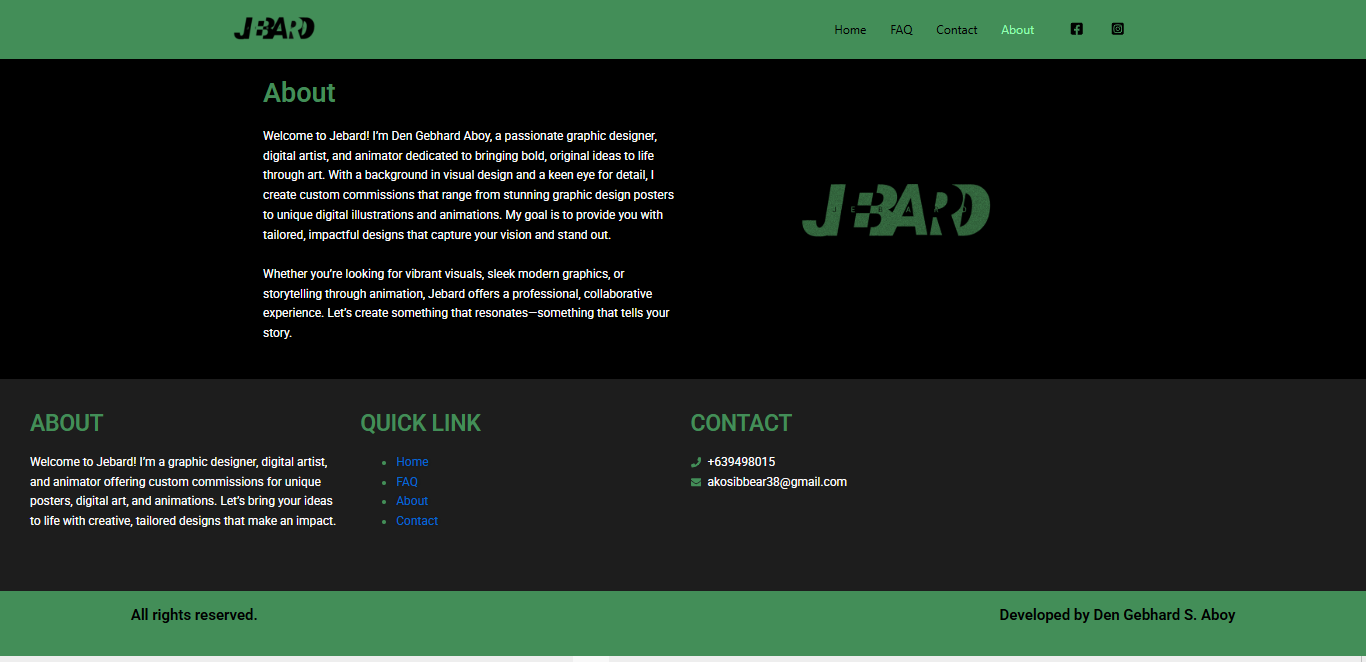 JEBARD
Home FAQ Contact About
About
Welcome to Jebard! I’m Den Gebhard Aboy, a passionate graphic designer,
digital artist, and animator dedicated to bringing bold, original ideas to life
through art. With a background in visual design and a keen eye for detail, I
create custom commissions that range from stunning graphic design posters
to unique digital illustrations and animations. My goal is to provide you with
tailored, impactful designs that capture your vision and stand out.
Whether you’re looking for vibrant visuals, sleek modern graphics, or
storytelling through animation, Jebard offers a professional, collaborative
experience. Let’s create something that resonates—something that tells your
story.
JEBARD
ABOUT
Welcome to Jebard! I’m a graphic designer, digital artist,
and animator offering custom commissions for unique
posters, digital art, and animations. Let’s bring your ideas
to life with creative, tailored designs that make an impact.
QUICK LINK
Home
FAQ
About
Contact
CONTACT
+639498015
akosibbear38@gmail.com
All rights reserved.
Developed by Den Gebhard S. Aboy